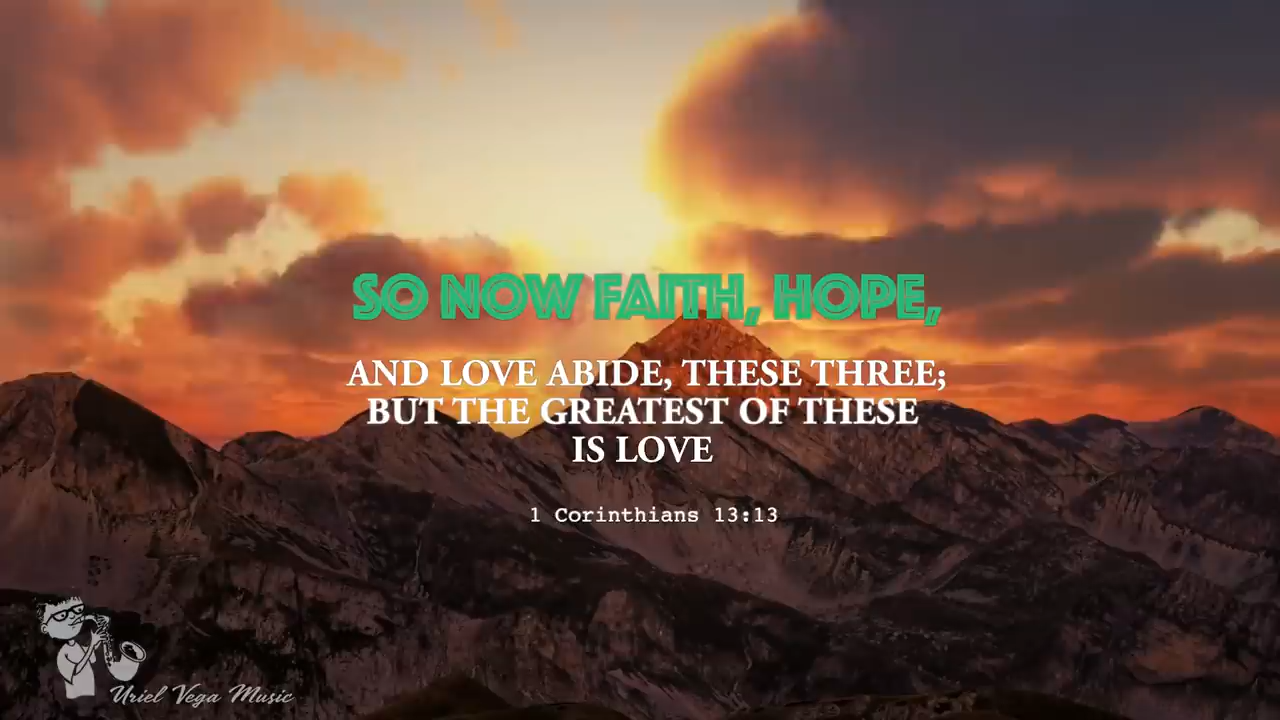 SO NOW FAITH, HOPE,
AND LOVE ABIDE, THESE THREE;
BUT THE GREATEST OF THESE
IS LOVE
1 Corinthians 13:13
Uriel Vega Music